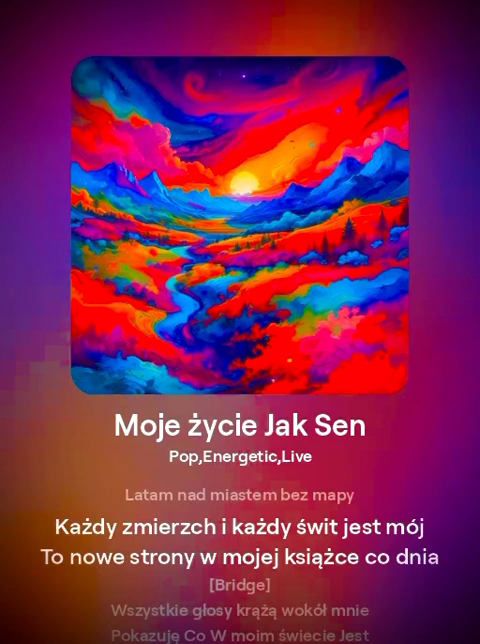 Moje życie Jak Sen
Pop,Energetic,Live
Latam nad miastem bez mapy
Każdy zmierzch i każdy świt jest mój
To nowe strony w mojej książce co dnia
[Bridge]
Wszystkie głosy krążą wokół mnie
Pokazuję Co W moim świecie Jest